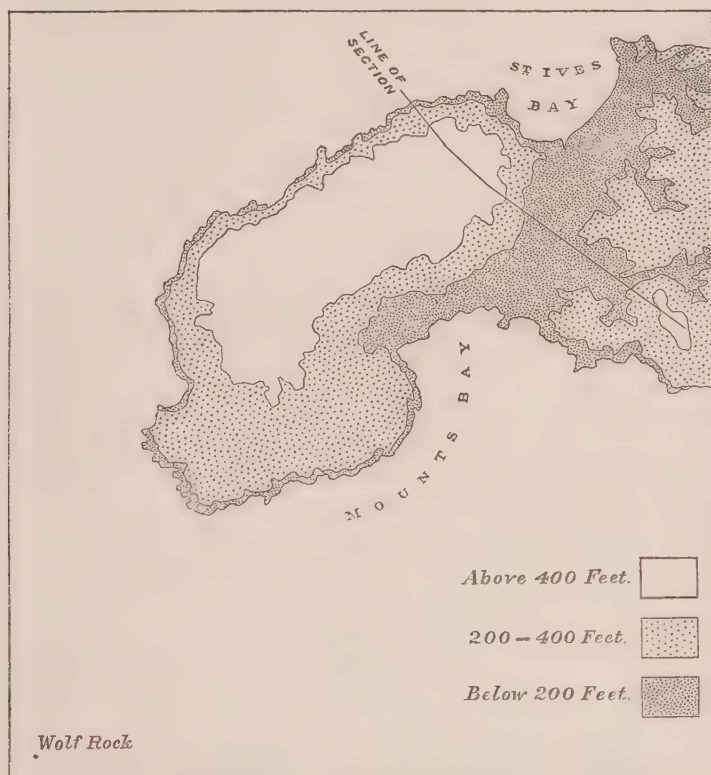 LINE OF
SECTION
ST. IVES
BAY
MOUNTS BAY
Above 400 Feet.
200-400 Feet.
Below 200 Feet.
Wolf Rock